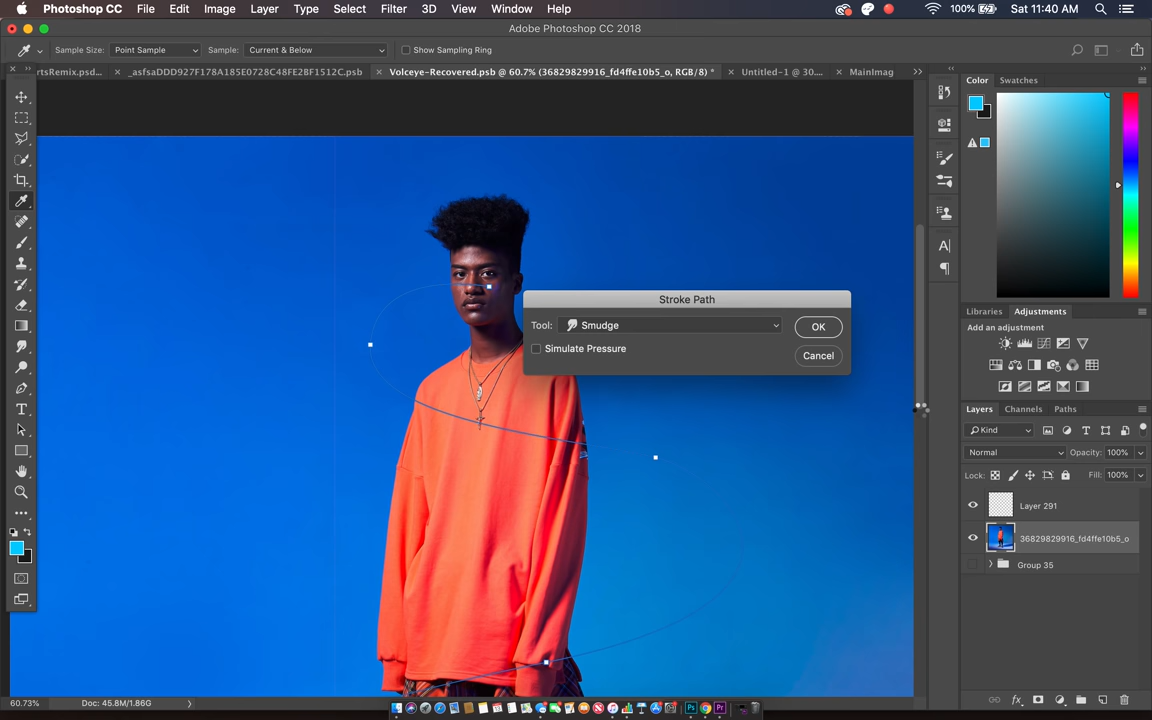 Photoshop CC File Edit Image Layer Type Select Filter 3D View Window Help 100% Sat 11:40 AM
Adobe Photoshop CC 2018
Sample Size: Point Sample Sample: Current & Below Show Sampling Ring
rtsRemix.psd... × _asfsaDDD927F178A185E0728C48FE2BF1512C.psb × Volceye-Recovered.psb @ 60.7% (36829829916_fd4ffe10b5_o, RGB/8) * × Untitled-1 @ 30.... × MainImag
Color Swatches
Stroke Path
Tool: Smudge OK
Simulate Pressure
Cancel
Libraries Adjustments
Add an adjustment
Layers Channels Paths
Kind
Normal Opacity: 100%
Lock: Fill: 100%
Layer 291
36829829916_fd4ffe10b5_o
Group 35
fx
60.73% Doc: 45.8M/1.86G
Ps Pr